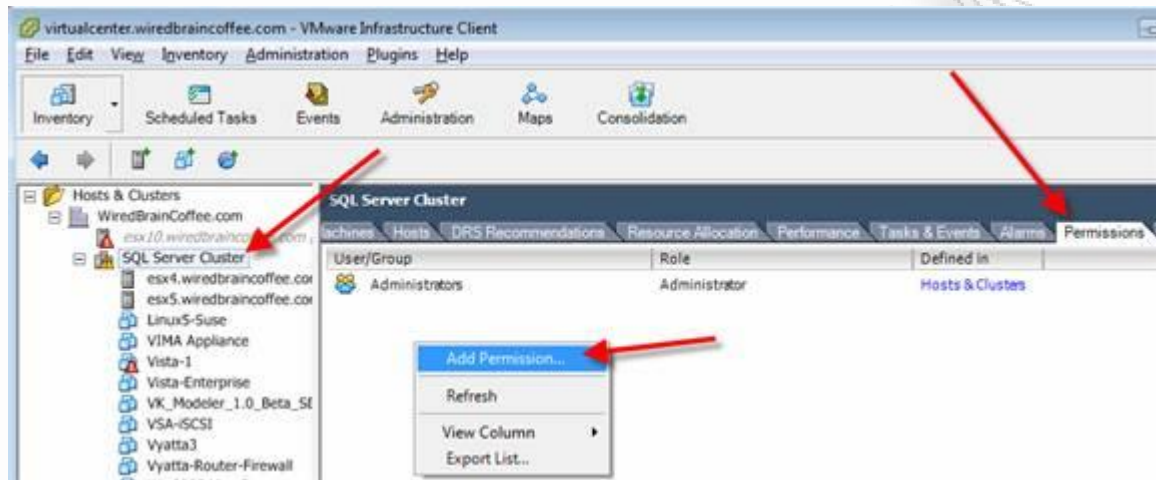 virtualcenter.wiredbraincoffee.com - VMware Infrastructure Client
File Edit View Inventory Administration Plugins Help
Inventory Scheduled Tasks Events Administration Maps Consolidation
Hosts & Clusters
WiredBrainCoffee.com
SQL Server Cluster
esx4.wiredbraincoffee.co
esx5.wiredbraincoffee.co
Linux5-Suse
VIMA Appliance
Vista-1
Vista-Enterprise
VK_Modeler_1.0_Beta_SE
VSA-iSCSI
Vyatta3
Vyatta-Router-Firewall
SQL Server Cluster
achines Hosts DRS Recommendations Resource Allocation Performance Tasks & Events Alarms Permissions
User/Group Role Defined in
Administrators Administrator Hosts & Clusters
Add Permission...
Refresh
View Column
Export List...